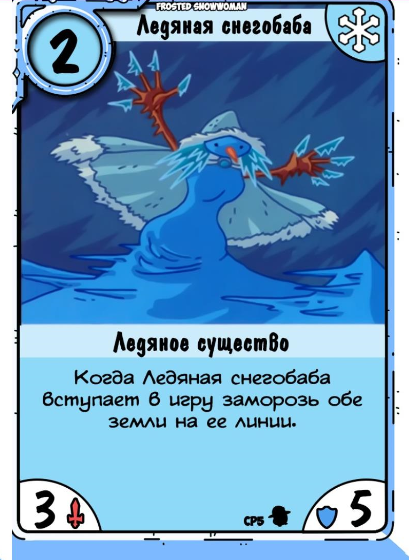 FROSTED SNOWWOMAN
2
Ледяная снегобаба
Ледяное существо
Когда Ледяная снегобаба
вступает в игру заморозь обе
земли на ее линии.
3
CP5
5